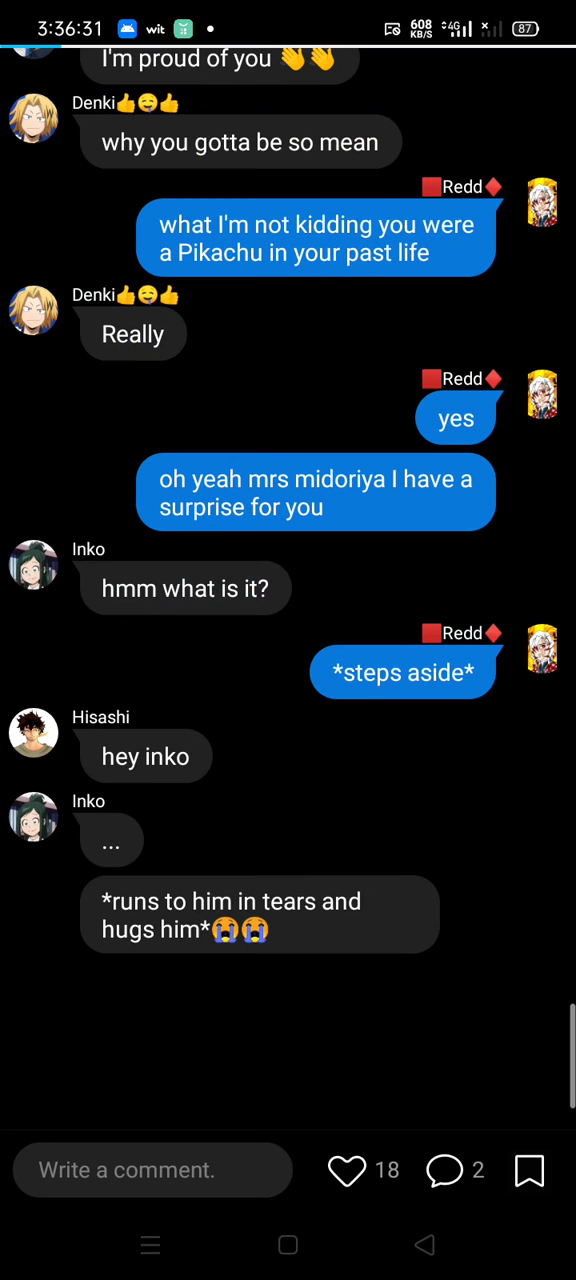 3:36:31 wit 608 KB/S 4G 87
I'm proud of you 👋👋
Denki👍🤤👍
why you gotta be so mean
🟥Redd♦️
what I'm not kidding you were
a Pikachu in your past life
Denki👍🤤👍
Really
🟥Redd♦️
yes
oh yeah mrs midoriya I have a
surprise for you
Inko
hmm what is it?
🟥Redd♦️
*steps aside*
Hisashi
hey inko
Inko
...
*runs to him in tears and
hugs him*😭😭
Write a comment. 18 2